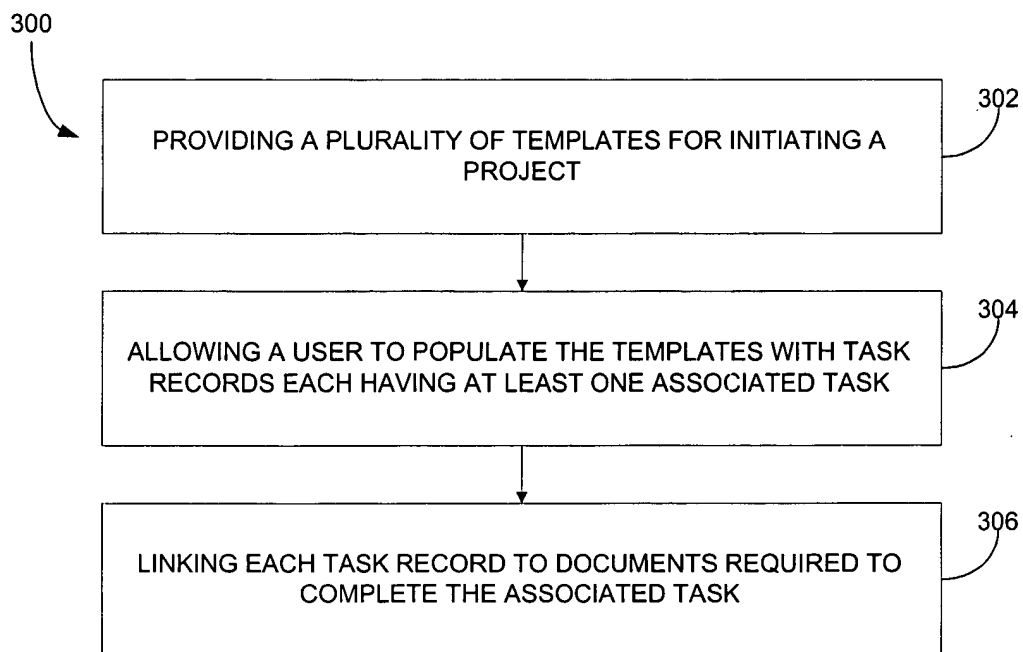 300
302
PROVIDING A PLURALITY OF TEMPLATES FOR INITIATING A
PROJECT
304
ALLOWING A USER TO POPULATE THE TEMPLATES WITH TASK
RECORDS EACH HAVING AT LEAST ONE ASSOCIATED TASK
306
LINKING EACH TASK RECORD TO DOCUMENTS REQUIRED TO
COMPLETE THE ASSOCIATED TASK